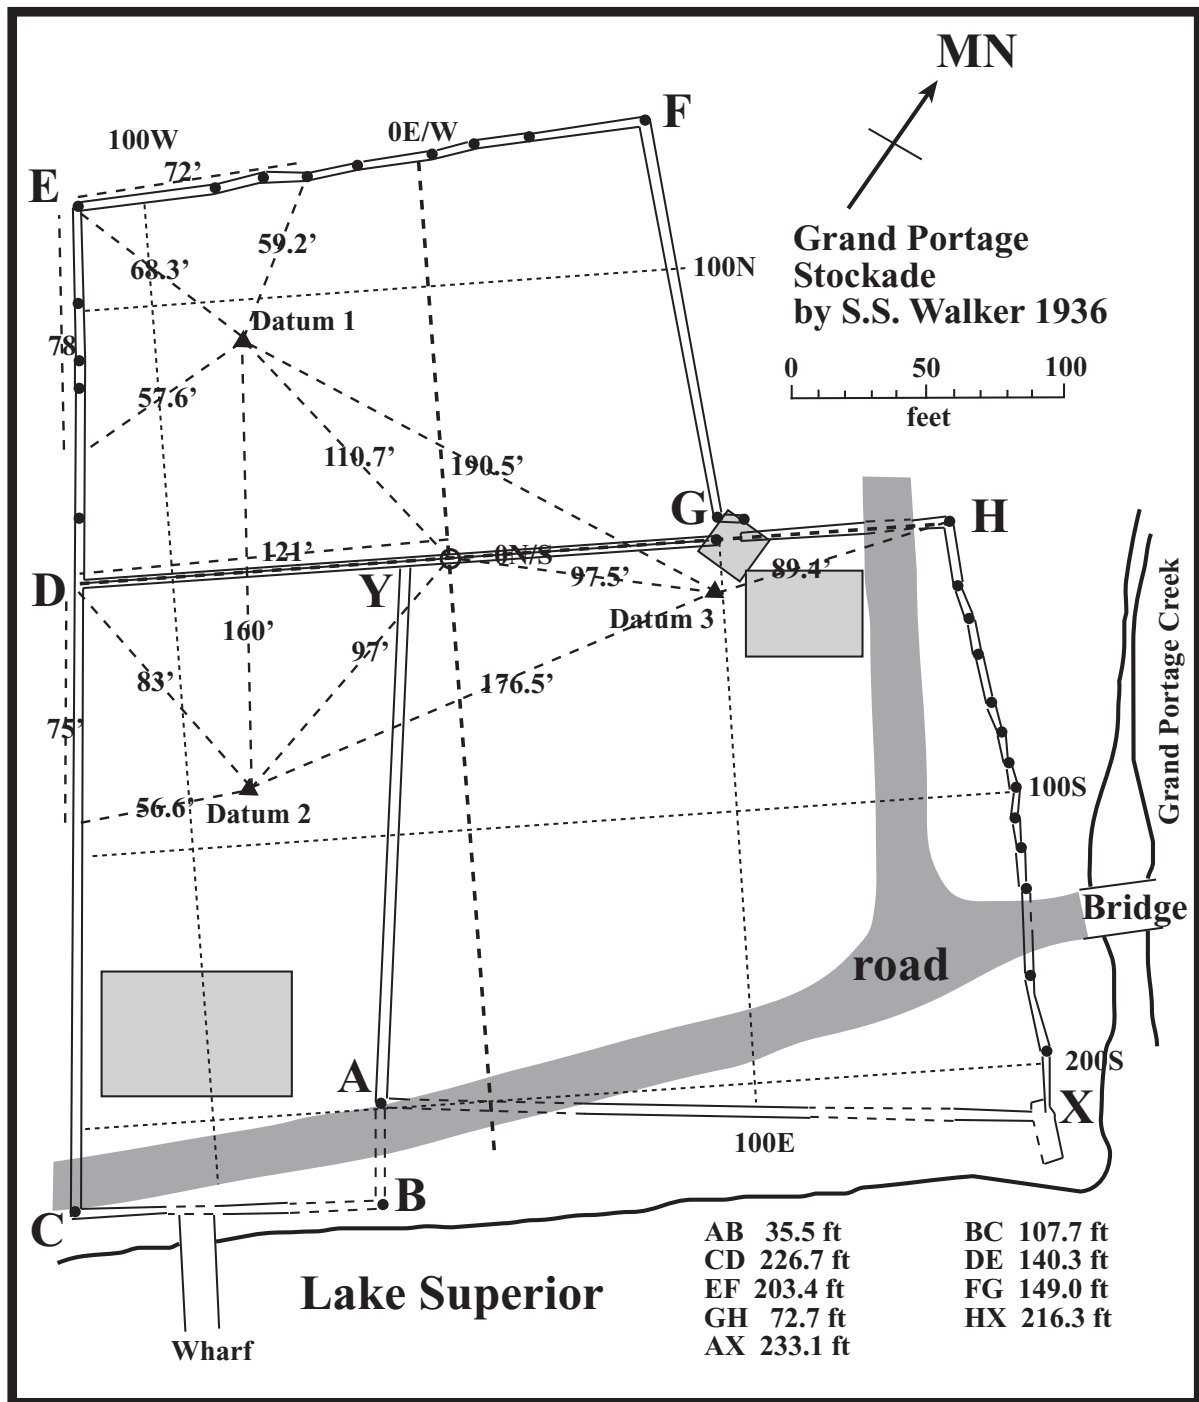 MN
F
100W
0E/W
72'
E
Grand Portage
Stockade
by S.S. Walker 1936
59.2'
68.3'
100N
Datum 1
78
0
50
100
feet
57.6'
110.7'
190.5'
G
H
121'
0N/S
D
Y
97.5'
89.4'
Datum 3
160'
97'
83'
176.5'
75'
Grand Portage Creek
56.6'
Datum 2
100S
Bridge
road
A
200S
X
100E
B
C
AB 35.5 ft
BC 107.7 ft
CD 226.7 ft
DE 140.3 ft
EF 203.4 ft
FG 149.0 ft
GH 72.7 ft
HX 216.3 ft
AX 233.1 ft
Lake Superior
Wharf